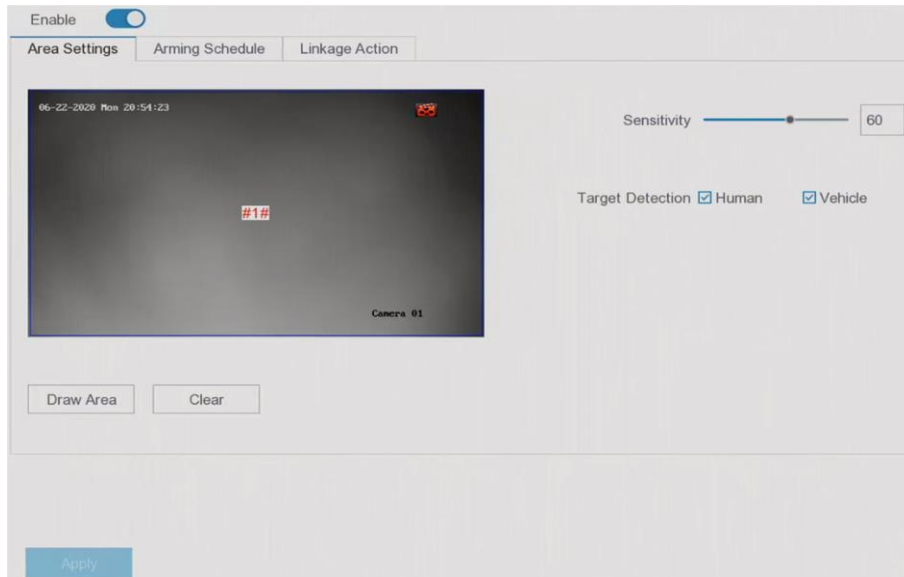 Enable
Area Settings Arming Schedule Linkage Action
06-22-2020 Mon 20:54:23
Sensitivity 60
Target Detection Human Vehicle
#1#
Camera 01
Draw Area Clear
Apply